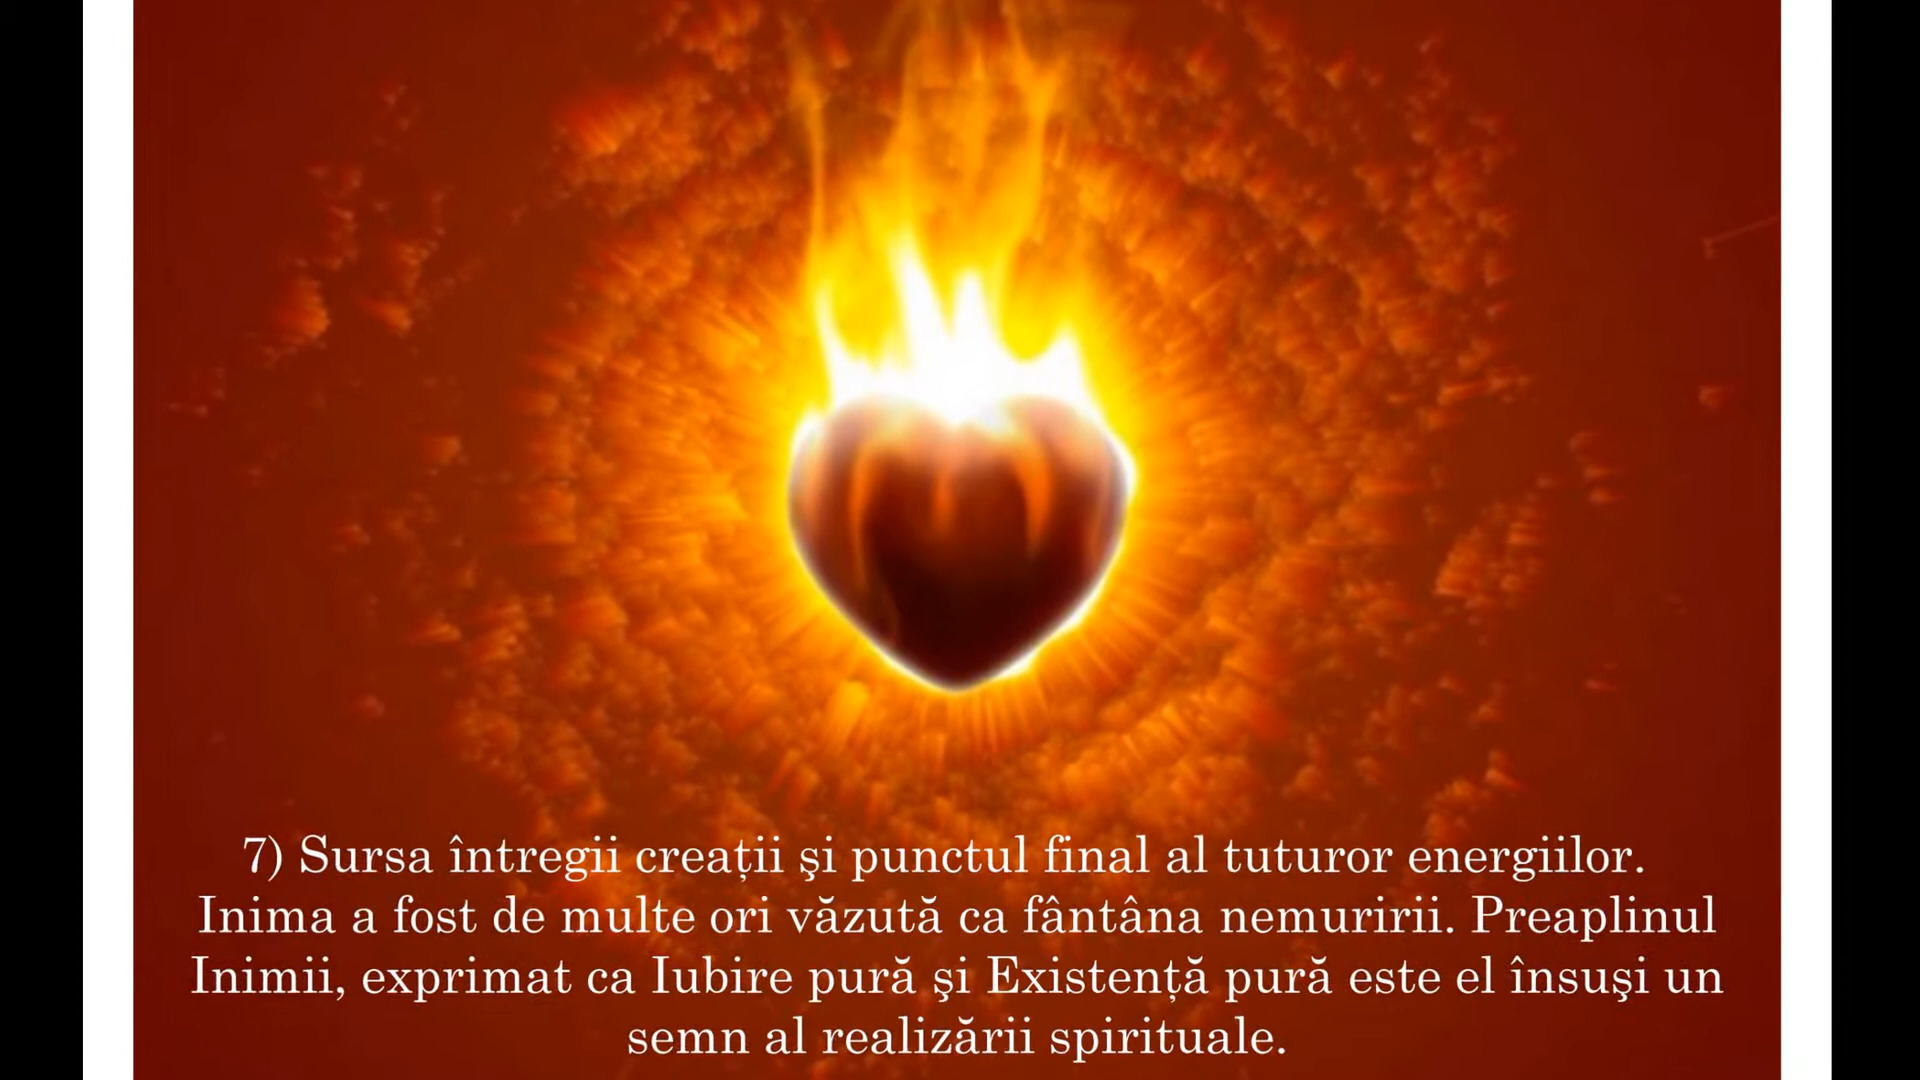 7) Sursa întregii creației şi punctul final al tuturor energiilor.
Inima a fost de multe ori văzută ca fântâna nemuririi. Preaplinul
Inimii, exprimat ca Iubire pură şi Existență pură este el însuşi un
semn al realizării spirituale.